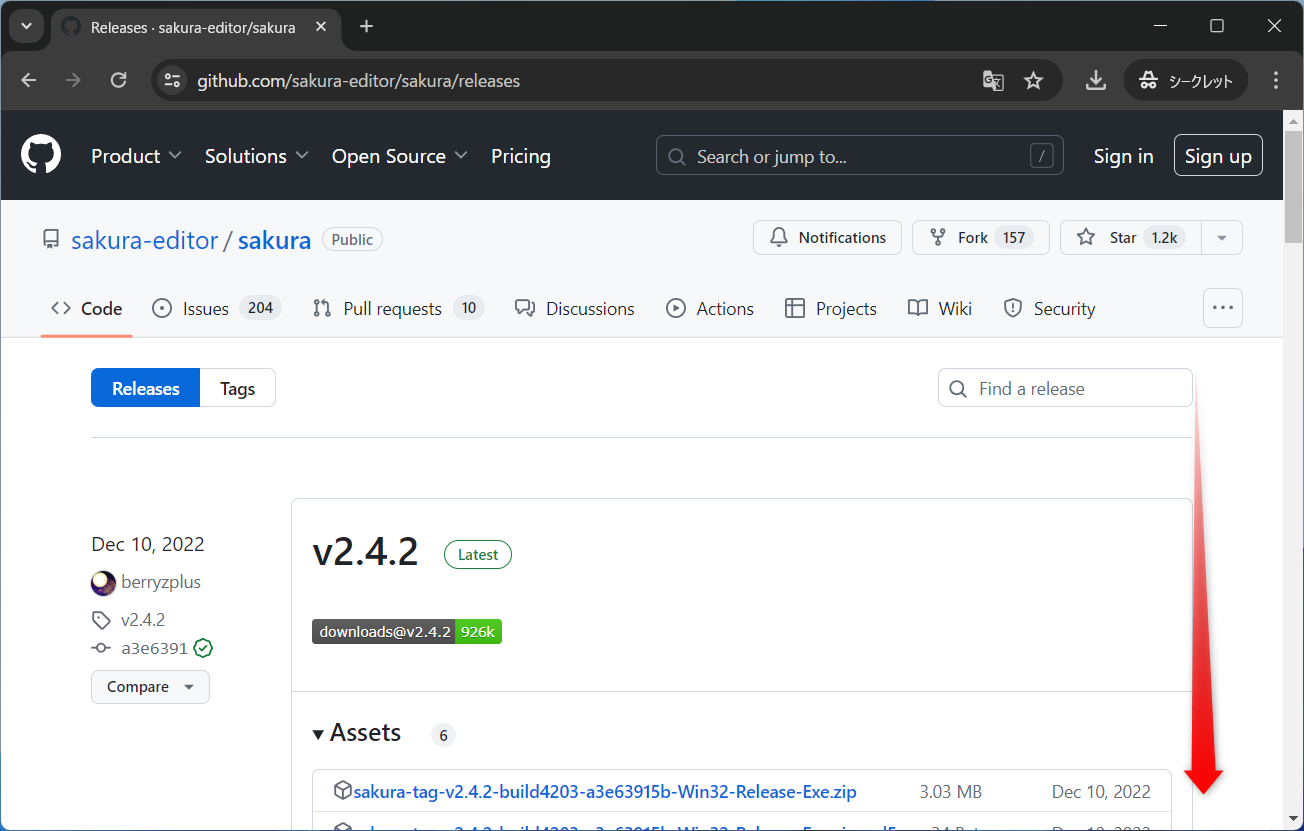 Releases · sakura-editor/sakura
github.com/sakura-editor/sakura/releases
シークレット
Product Solutions Open Source Pricing Search or jump to... / Sign in Sign up
sakura-editor / sakura Public Notifications Fork 157 Star 1.2k
Code Issues 204 Pull requests 10 Discussions Actions Projects Wiki Security
Releases Tags Find a release
Dec 10, 2022
berryzplus
v2.4.2
a3e6391
Compare
v2.4.2 Latest
downloads@v2.4.2 926k
Assets 6
sakura-tag-v2.4.2-build4203-a3e63915b-Win32-Release-Exe.zip 3.03 MB Dec 10, 2022